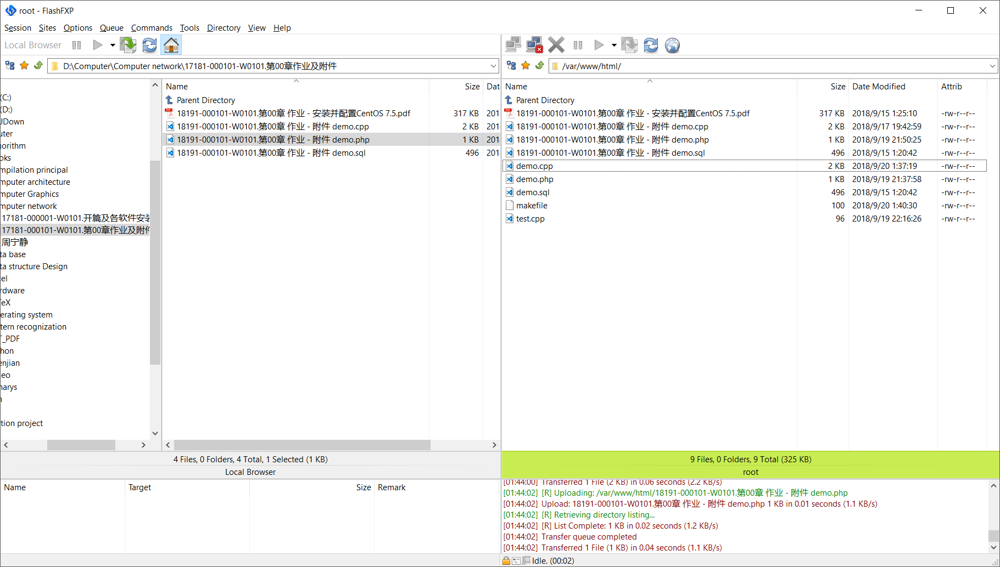 root - FlashFXP
Session Sites Options Queue Commands Tools Directory View Help
Local Browser
D:\Computer\Computer network\17181-000101-W0101.第00章作业及附件
/var/www/html/
(C:)
(D:)
JDown
uter
gorithm
oks
mpilation principal
mputer architecture
mputer Graphics
mputer network
17181-000001-W0101.开篇及各软件安装
17181-000101-W0101.第00章作业及附件
周宁静
ta base
ta structure Design
cel
rdware
TeX
erating system
tern recognization
T_PDF
thon
enjian
eo
narys
tion project
Name Size Dat
Parent Directory
18191-000101-W0101.第00章 作业 - 安装并配置CentOS 7.5.pdf 317 KB 201
18191-000101-W0101.第00章 作业 - 附件 demo.cpp 2 KB 201
18191-000101-W0101.第00章 作业 - 附件 demo.php 1 KB 201
18191-000101-W0101.第00章 作业 - 附件 demo.sql 496 201
Name Size Date Modified Attrib
Parent Directory
18191-000101-W0101.第00章 作业 - 安装并配置CentOS 7.5.pdf 317 KB 2018/9/15 1:25:10 -rw-r--r--
18191-000101-W0101.第00章 作业 - 附件 demo.cpp 2 KB 2018/9/17 19:42:59 -rw-r--r--
18191-000101-W0101.第00章 作业 - 附件 demo.php 1 KB 2018/9/19 21:50:25 -rw-r--r--
18191-000101-W0101.第00章 作业 - 附件 demo.sql 496 2018/9/15 1:20:42 -rw-r--r--
demo.cpp 2 KB 2018/9/20 1:37:19 -rw-r--r--
demo.php 1 KB 2018/9/19 21:37:58 -rw-r--r--
demo.sql 496 2018/9/15 1:20:42 -rw-r--r--
makefile 100 2018/9/20 1:40:30 -rw-r--r--
test.cpp 96 2018/9/19 22:16:26 -rw-r--r--
4 Files, 0 Folders, 4 Total, 1 Selected (1 KB)
Local Browser
9 Files, 0 Folders, 9 Total (325 KB)
root
Name Target Size Remark
[01:44:00] Transferred 1 File (2 KB) in 0.06 seconds (2.2 KB/s)
[01:44:02] [R] Uploading: /var/www/html/18191-000101-W0101.第00章 作业 - 附件 demo.php
[01:44:02] Upload: 18191-000101-W0101.第00章 作业 - 附件 demo.php 1 KB in 0.01 seconds (1.1 KB/s)
[01:44:02] [R] Retrieving directory listing...
[01:44:02] [R] List Complete: 1 KB in 0.02 seconds (1.2 KB/s)
[01:44:02] Transfer queue completed
[01:44:02] Transferred 1 File (1 KB) in 0.04 seconds (1.1 KB/s)
Idle. (00:02)